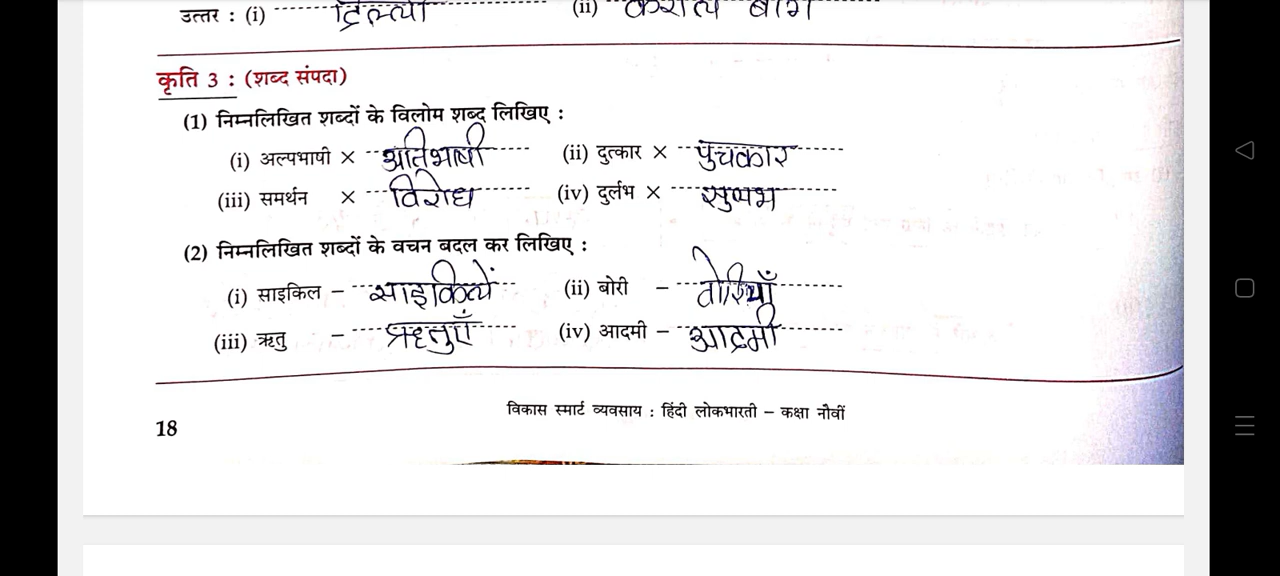 उत्तर : (i) दिल्ली (ii) करोल बाग
कृति 3 : (शब्द संपदा)
(1) निम्नलिखित शब्दों के विलोम शब्द लिखिए :
(i) अल्पभाषी × अतिभाषी (ii) दुत्कार × पुचकार
(iii) समर्थन × विरोध (iv) दुर्लभ × सुलभ
(2) निम्नलिखित शब्दों के वचन बदल कर लिखिए :
(i) साइकिल – साइकिलें (ii) बोरी – बोरियाँ
(iii) ऋतु – ऋतुएँ (iv) आदमी – आदमी
विकास स्मार्ट व्यवसाय : हिंदी लोकभारती – कक्षा नौवीं
18